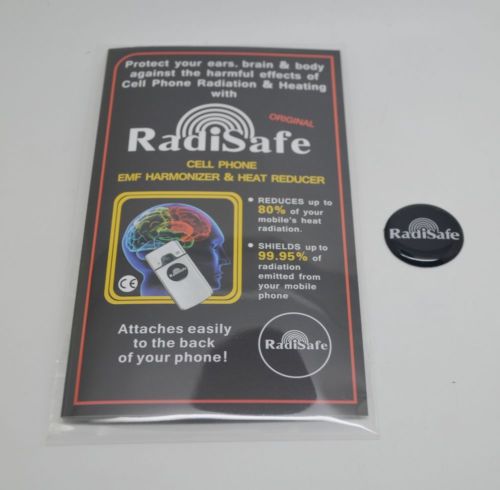 Protect your ears, brain & body
against the harmful effects of
Cell Phone Radiation & Heating
with
ORIGINAL
RadiSafe
CELL PHONE
EMF HARMONIZER & HEAT REDUCER
• REDUCES up to
80% of your
mobile's heat
radiation.
• SHIELDS up to
99.95% of
radiation
emitted from
your mobile
phone
CE
Attaches easily
to the back
of your phone!
RadiSafe
RadiSafe